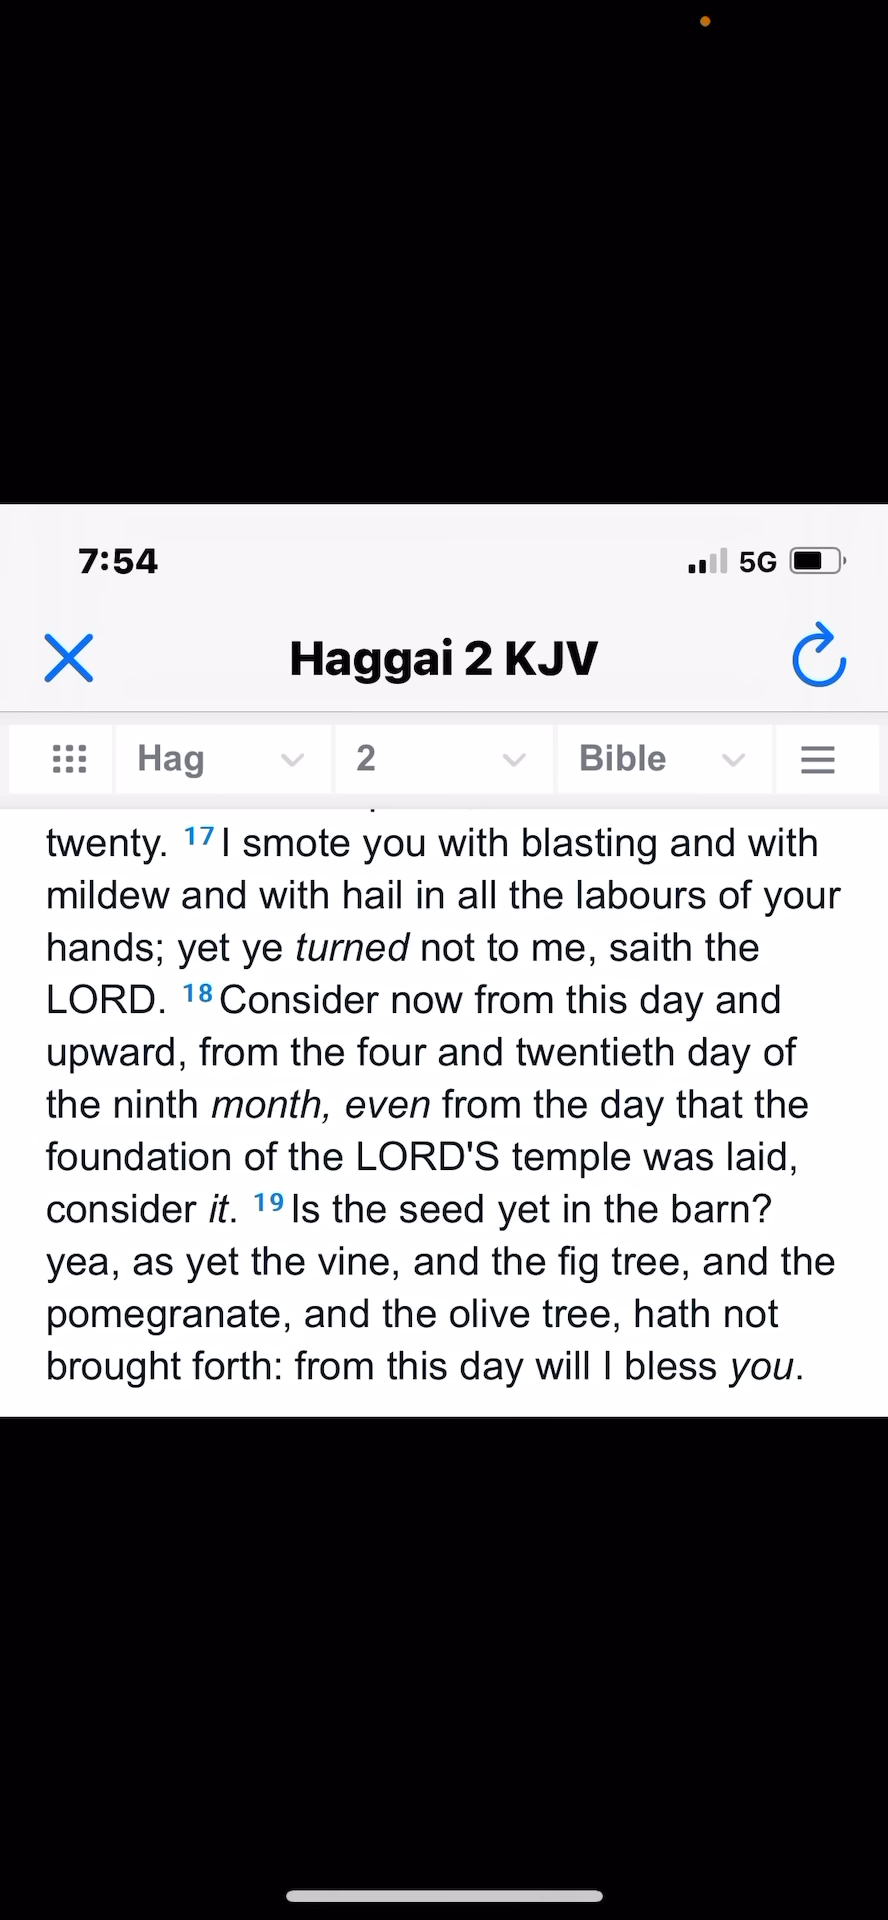 7:54 5G
Haggai 2 KJV
Hag 2 Bible
twenty. 17 I smote you with blasting and with
mildew and with hail in all the labours of your
hands; yet ye turned not to me, saith the
LORD. 18 Consider now from this day and
upward, from the four and twentieth day of
the ninth month, even from the day that the
foundation of the LORD'S temple was laid,
consider it. 19 Is the seed yet in the barn?
yea, as yet the vine, and the fig tree, and the
pomegranate, and the olive tree, hath not
brought forth: from this day will I bless you.